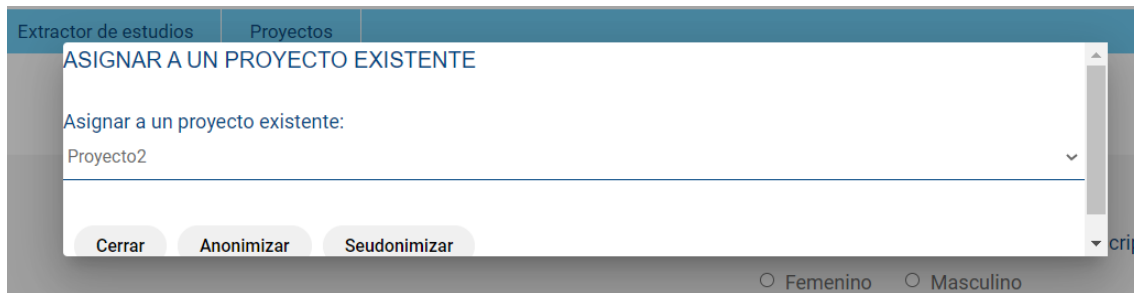 Extractor de estudios Proyectos
ASIGNAR A UN PROYECTO EXISTENTE
Asignar a un proyecto existente:
Proyecto2
Cerrar Anonimizar Seudonimizar
Femenino Masculino